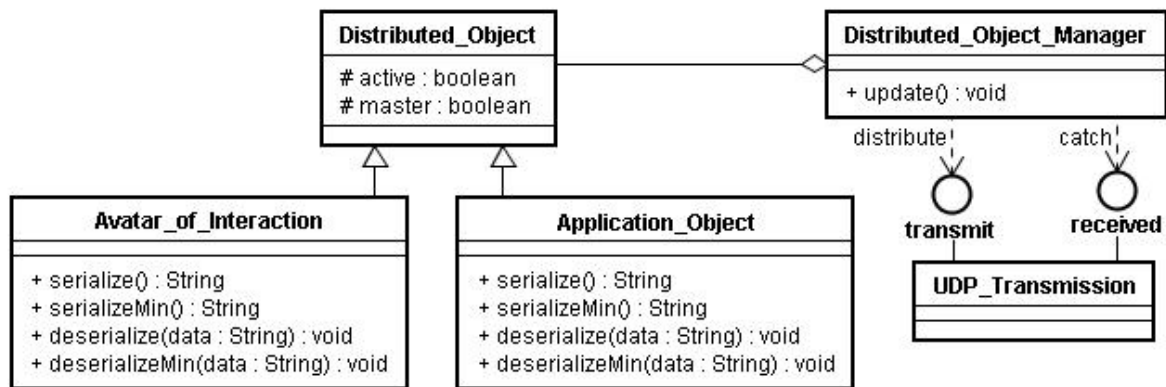 Distributed_Object
# active : boolean
# master : boolean
Distributed_Object_Manager
+ update() : void
distribute
catch
transmit
received
UDP_Transmission
Avatar_of_Interaction
+ serialize() : String
+ serializeMin() : String
+ deserialize(data : String) : void
+ deserializeMin(data : String) : void
Application_Object
+ serialize() : String
+ serializeMin() : String
+ deserialize(data : String) : void
+ deserializeMin(data : String) : void